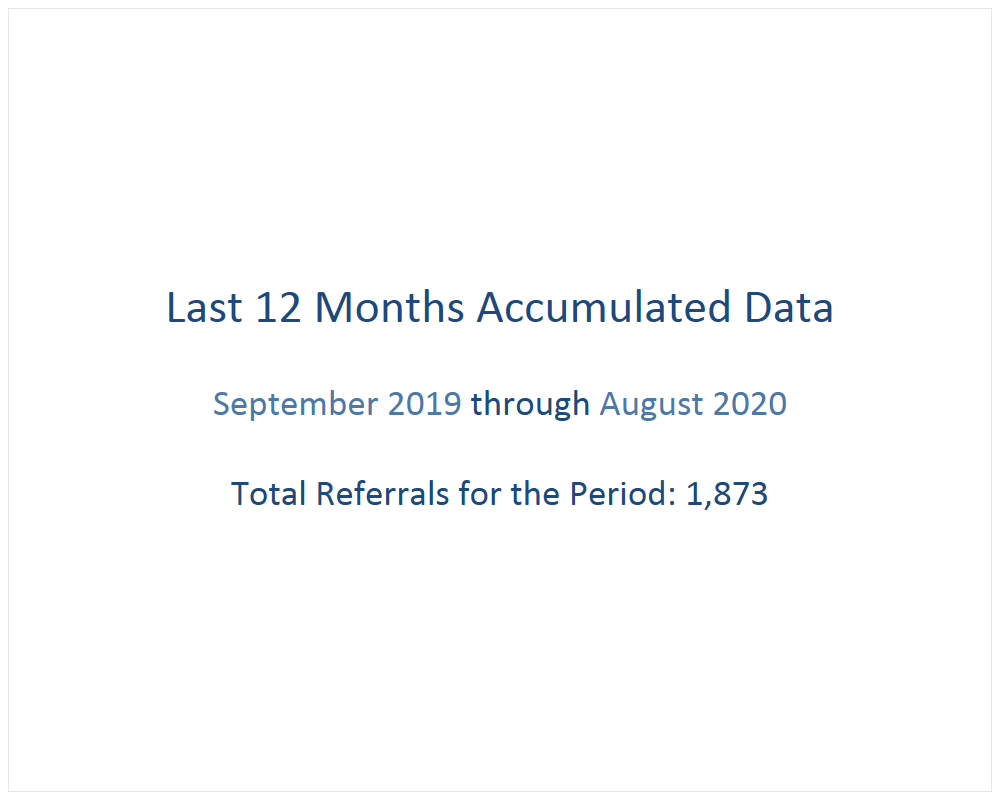 Last 12 Months Accumulated Data
September 2019 through August 2020
Total Referrals for the Period: 1,873